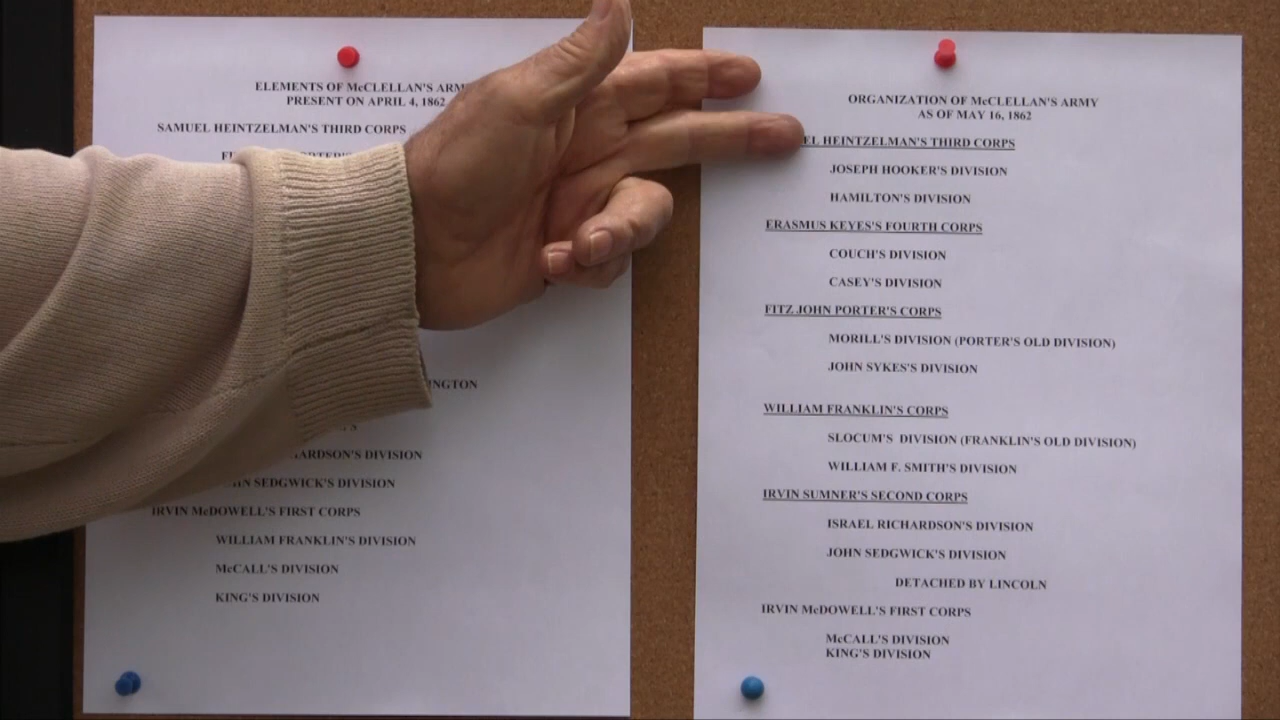 ELEMENTS OF McCLELLAN'S
PRESENT ON APRIL 4, 1862
SAMUEL HEINTZELMAN'S THIRD CORPS
DIVISION
SEDGWICK'S DIVISION
IRVIN McDOWELL'S FIRST CORPS
WILLIAM FRANKLIN'S DIVISION
McCALL'S DIVISION
KING'S DIVISION
ORGANIZATION OF McCLELLAN'S ARMY
AS OF MAY 16, 1862
HEINTZELMAN'S THIRD CORPS
JOSEPH HOOKER'S DIVISION
HAMILTON'S DIVISION
ERASMUS KEYES'S FOURTH CORPS
COUCH'S DIVISION
CASEY'S DIVISION
FITZ JOHN PORTER'S CORPS
MORILL'S DIVISION (PORTER'S OLD DIVISION)
JOHN SYKES'S DIVISION
WILLIAM FRANKLIN'S CORPS
SLOCUM'S DIVISION (FRANKLIN'S OLD DIVISION)
WILLIAM F. SMITH'S DIVISION
IRVIN SUMNER'S SECOND CORPS
ISRAEL RICHARDSON'S DIVISION
JOHN SEDGWICK'S DIVISION
DETACHED BY LINCOLN
IRVIN McDOWELL'S FIRST CORPS
McCALL'S DIVISION
KING'S DIVISION